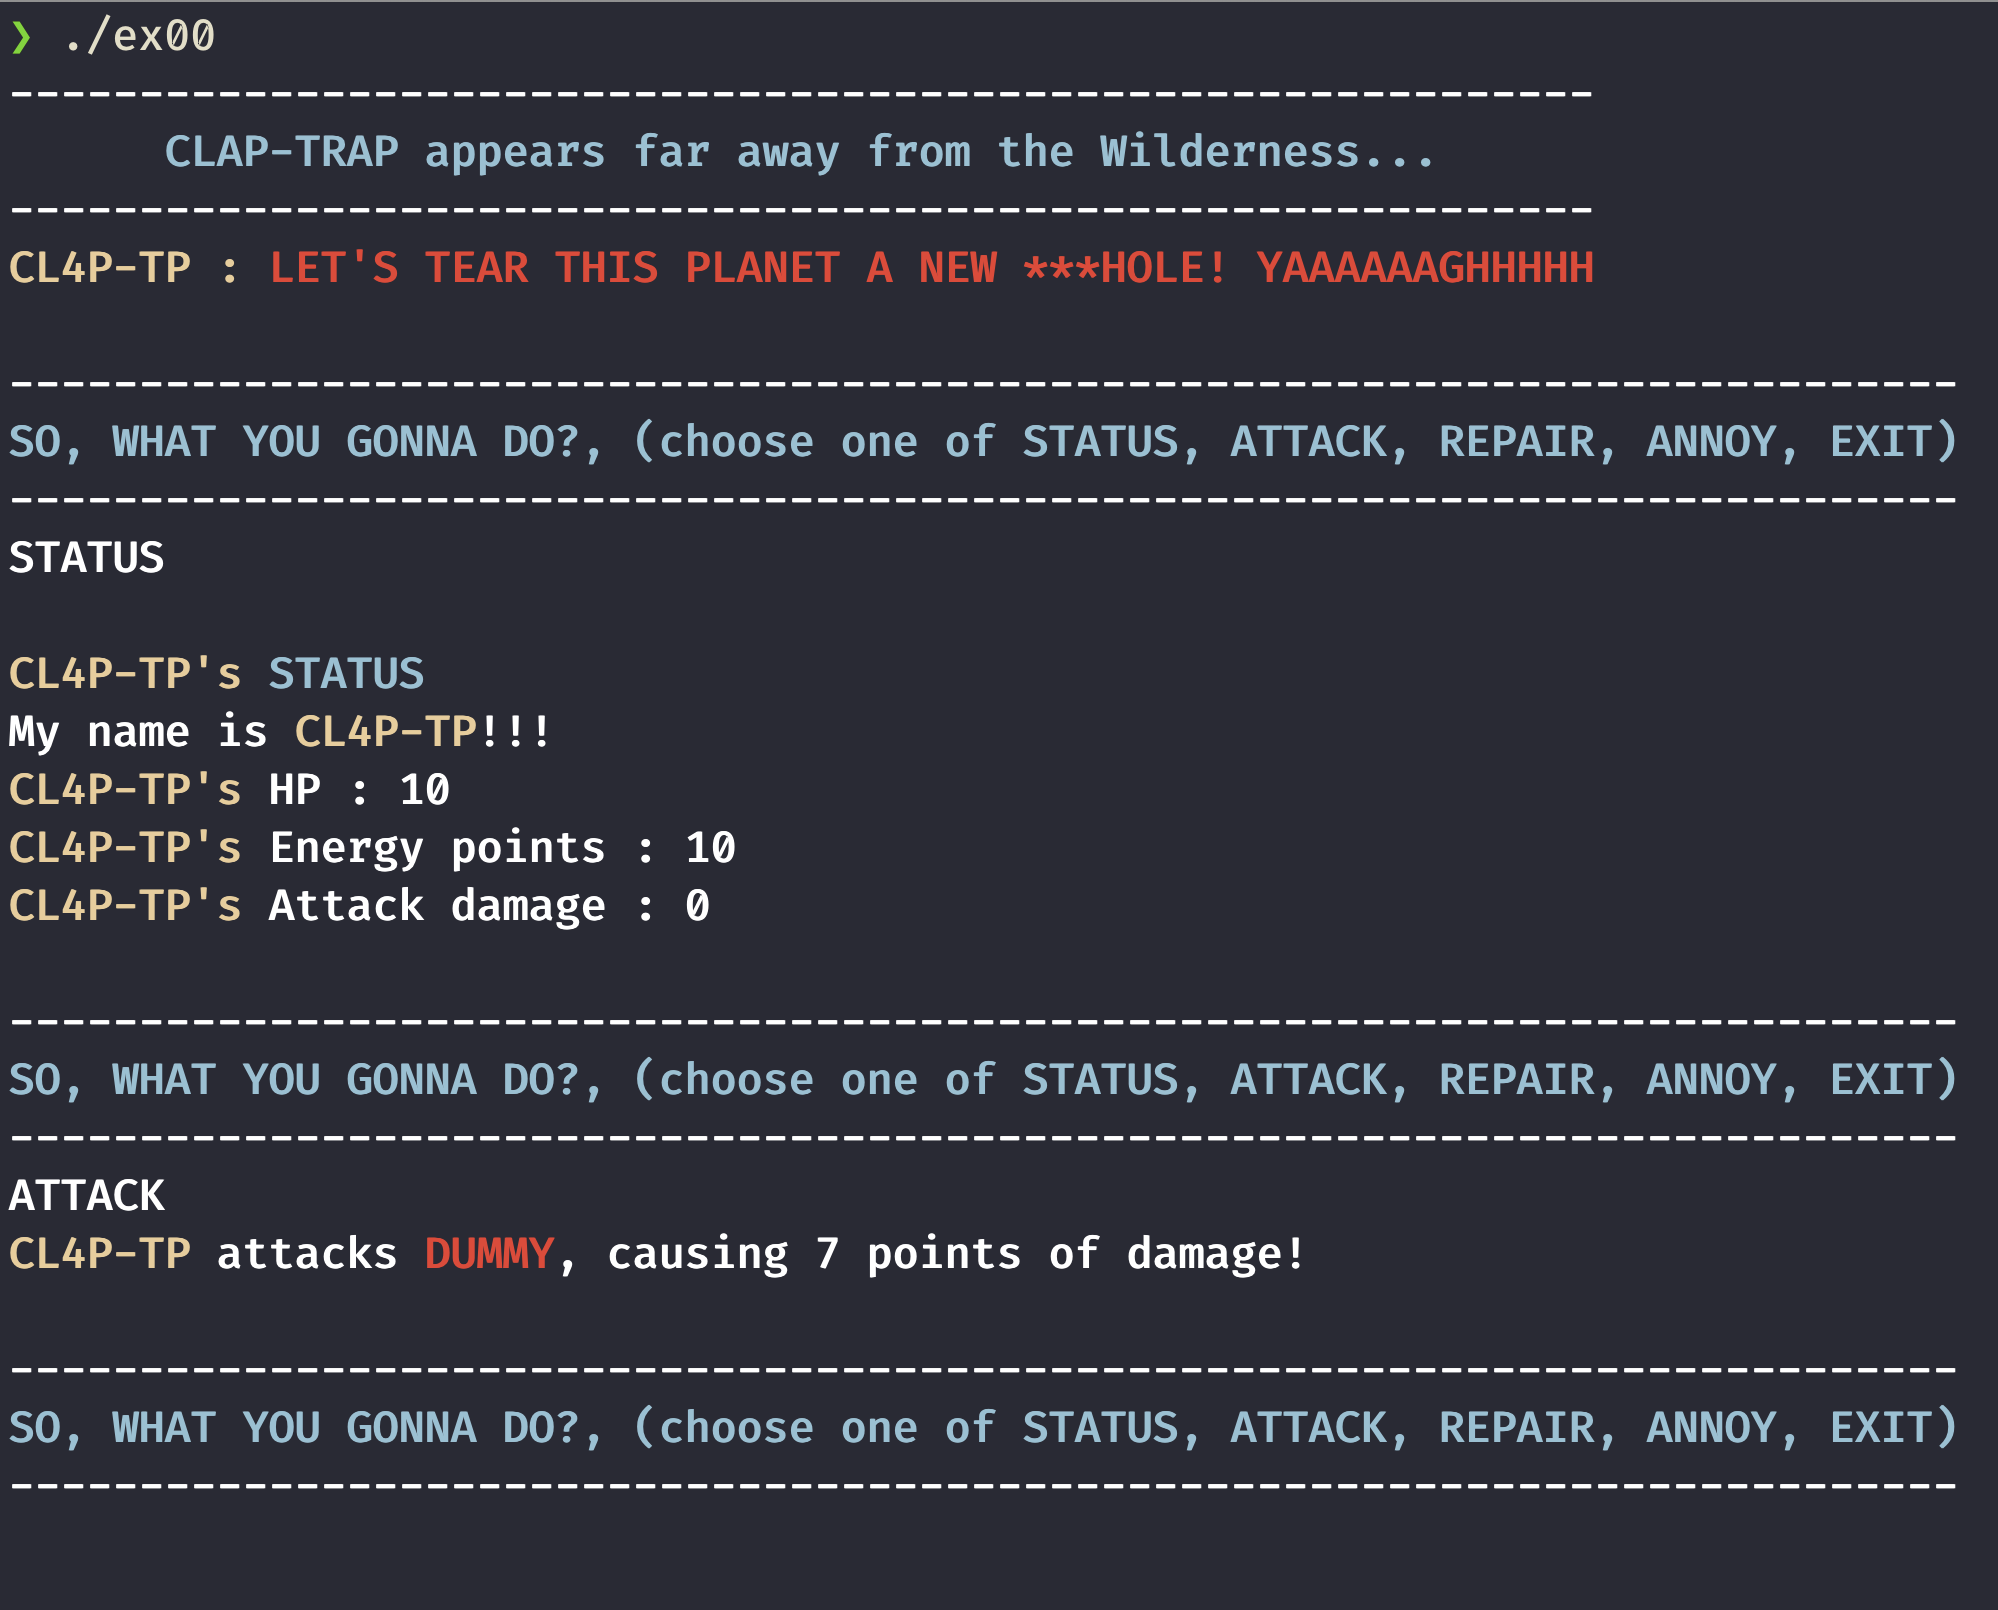 ❯ ./ex00
-------------------------------------------------------------
      CLAP-TRAP appears far away from the Wilderness...
-------------------------------------------------------------
CL4P-TP : LET'S TEAR THIS PLANET A NEW ***HOLE! YAAAAAAGHHHHH

---------------------------------------------------------------------------
SO, WHAT YOU GONNA DO?, (choose one of STATUS, ATTACK, REPAIR, ANNOY, EXIT)
---------------------------------------------------------------------------
STATUS

CL4P-TP's STATUS
My name is CL4P-TP!!!
CL4P-TP's HP : 10
CL4P-TP's Energy points : 10
CL4P-TP's Attack damage : 0

---------------------------------------------------------------------------
SO, WHAT YOU GONNA DO?, (choose one of STATUS, ATTACK, REPAIR, ANNOY, EXIT)
---------------------------------------------------------------------------
ATTACK
CL4P-TP attacks DUMMY, causing 7 points of damage!

---------------------------------------------------------------------------
SO, WHAT YOU GONNA DO?, (choose one of STATUS, ATTACK, REPAIR, ANNOY, EXIT)
---------------------------------------------------------------------------